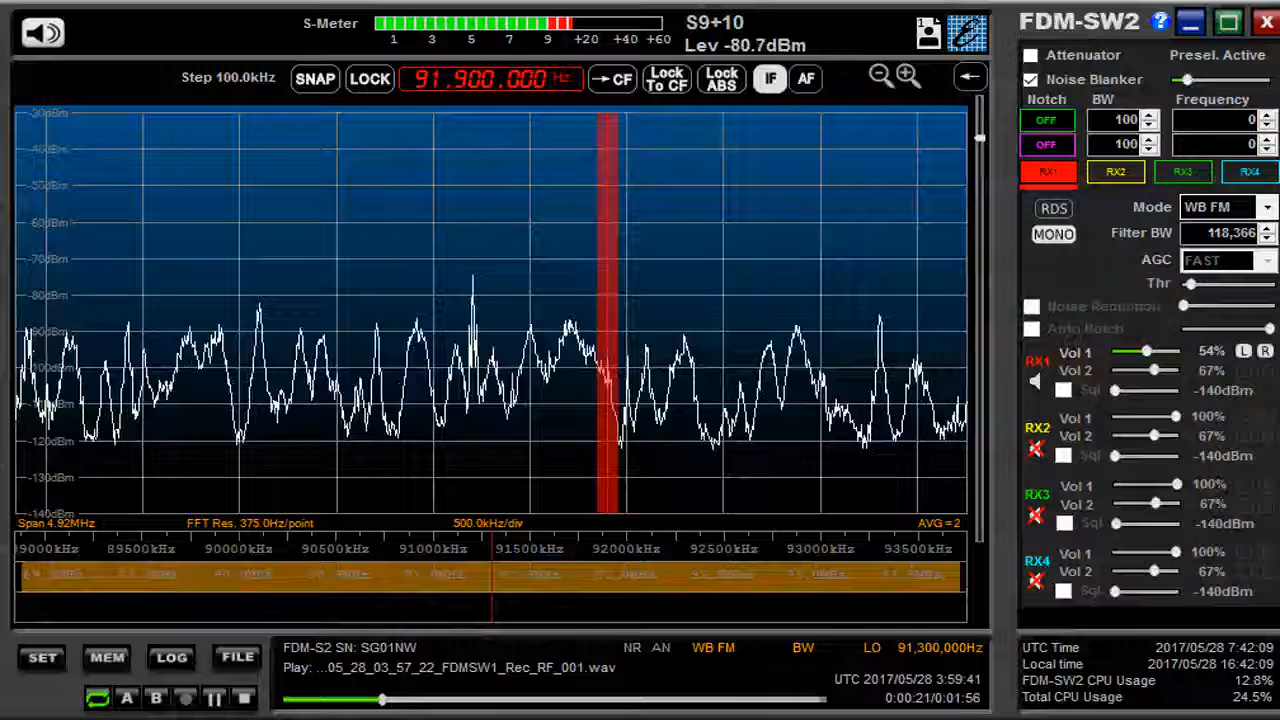 S-Meter
1 3 5 7 9 +20 +40 +60
S9+10
Lev -80.7dBm
FDM-SW2
?
X
Step 100.0kHz
SNAP
LOCK
91.900.000 Hz
→CF
Lock To CF
Lock ABS
IF
AF
-30dBm
-40dBm
-50dBm
-60dBm
-70dBm
-80dBm
-90dBm
-100dBm
-110dBm
-120dBm
-130dBm
-140dBm
Span 4.92MHz FFT Res. 375.0Hz/point 500.0kHz/div AVG = 2
89500kHz 90000kHz 90500kHz 91000kHz 91500kHz 92000kHz 92500kHz 93000kHz 93500kHz
SET
MEM
LOG
FILE
A
B
FDM-S2 SN: SG01NW NR AN WB FM BW LO 91,300,000Hz
Play: ...05_28_03_57_22_FDMSW1_Rec_RF_001.wav
UTC 2017/05/28 3:59:41
0:00:21/0:01:56
Attenuator Presel. Active
Noise Blanker
Notch BW Frequency
OFF 100 0
OFF 100 0
RX1 RX2 RX3 RX4
RDS Mode WB FM
MONO Filter BW 118,366
AGC FAST
Thr
Noise Reduction
Auto Notch
RX1 Vol 1 54% L R
Vol 2 67%
Sql -140dBm
RX2 Vol 1 100%
Vol 2 67%
Sql -140dBm
RX3 Vol 1 100%
Vol 2 67%
Sql -140dBm
RX4 Vol 1 100%
Vol 2 67%
Sql -140dBm
UTC Time 2017/05/28 7:42:09
Local time 2017/05/28 16:42:09
FDM-SW2 CPU Usage 12.8%
Total CPU Usage 24.5%